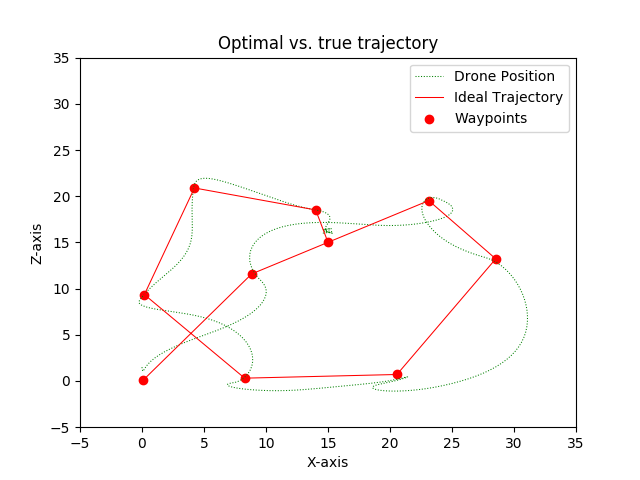 Optimal vs. true trajectory
Drone Position
Ideal Trajectory
Waypoints
Z-axis
35
30
25
20
15
10
5
0
−5
−5 0 5 10 15 20 25 30 35
X-axis